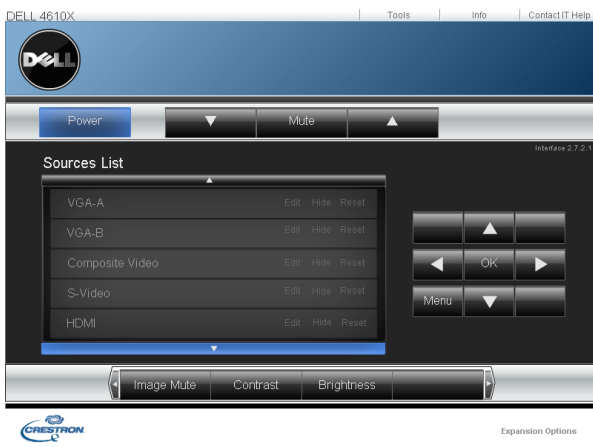 DELL 4610X
Tools Info Contact IT Help
DELL
Power Mute
Interface 2.7.2.1
Sources List
VGA-A Edit Hide Reset
VGA-B Edit Hide Reset
Composite Video Edit Hide Reset
S-Video Edit Hide Reset
HDMI Edit Hide Reset
OK
Menu
Image Mute Contrast Brightness
CRESTRON Expansion Options